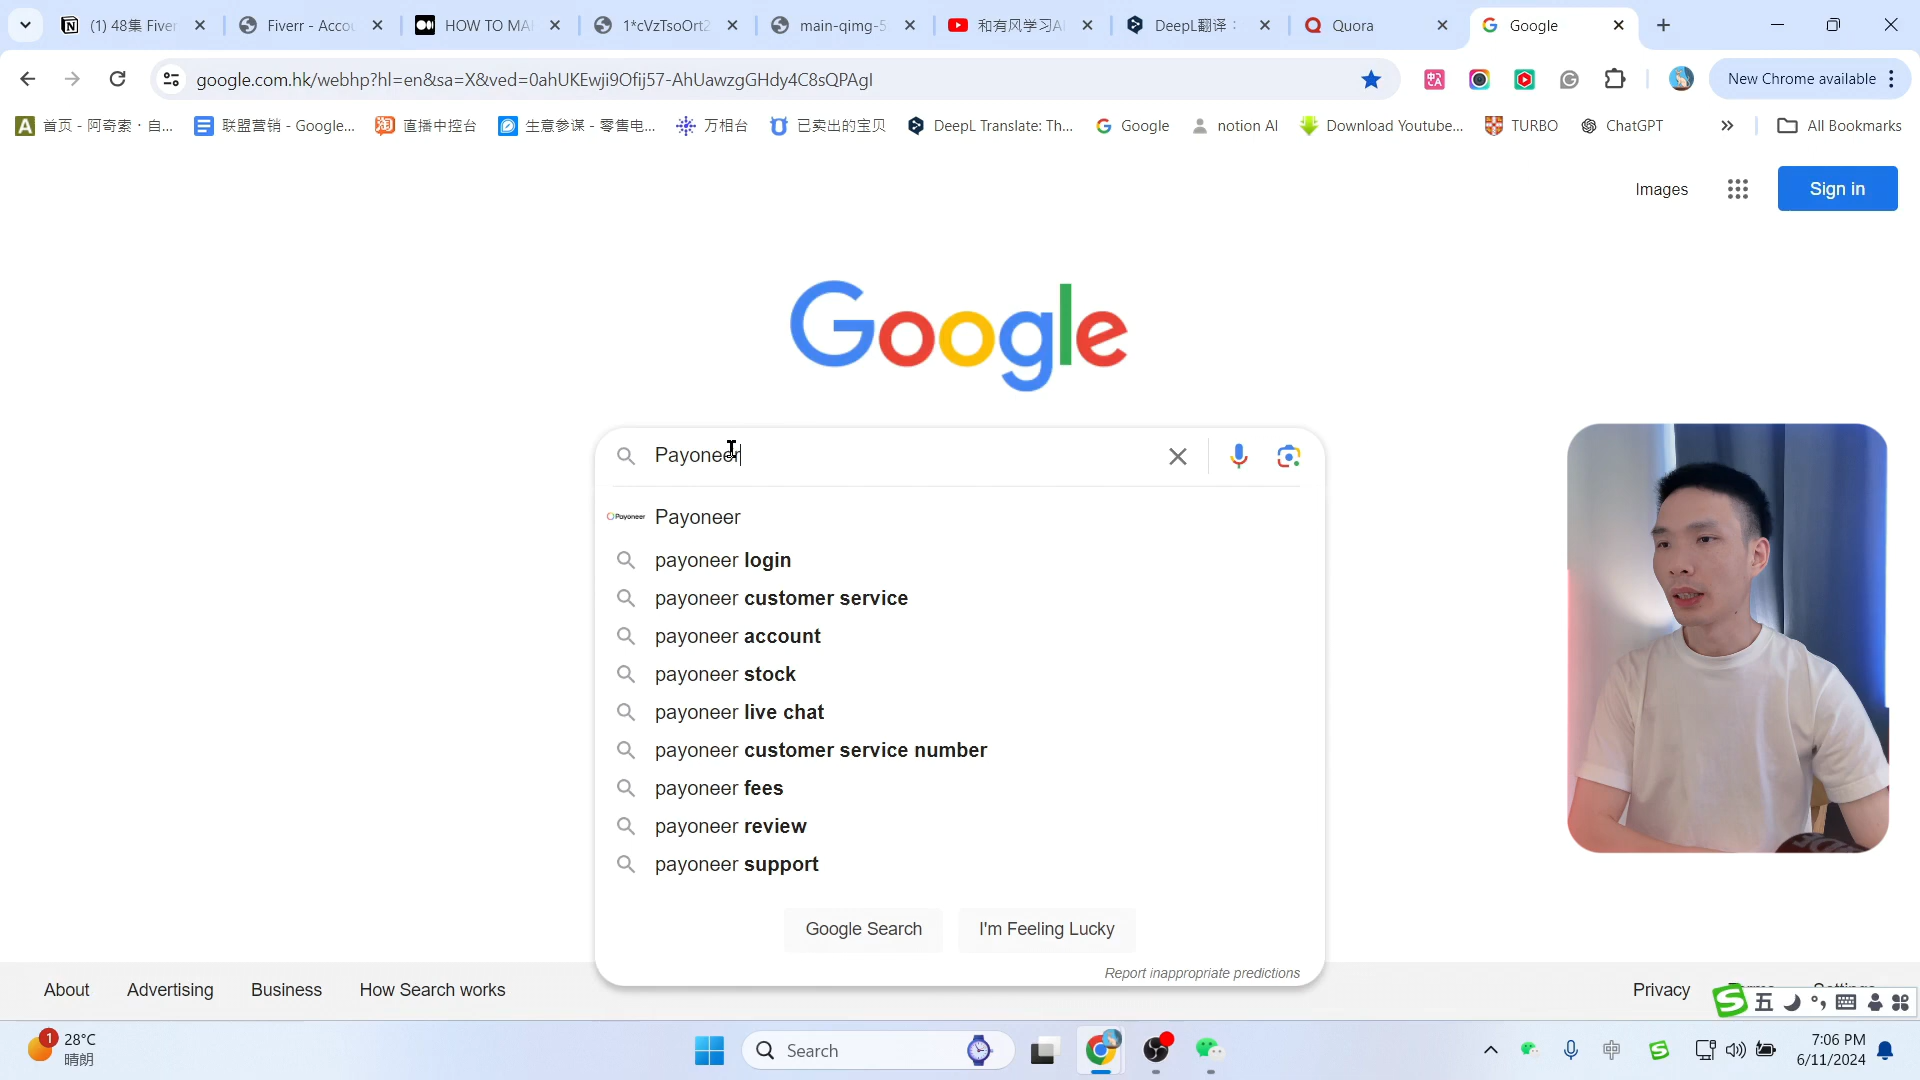 (1) 48集 Fiver
Fiverr - Accou
HOW TO MA
1*cVzTsoOrt2
main-qimg-5
和有风学习A
DeepL翻译：
Quora
Google
google.com.hk/webhp?hl=en&sa=X&ved=0ahUKEwji9Ofij57-AhUawzgGHdy4C8sQPAgI
New Chrome available
首页 - 阿奇索 · 自...
联盟营销 - Google...
直播中控台
生意参谋 - 零售电...
万相台
已卖出的宝贝
DeepL Translate: Th...
Google
notion AI
Download Youtube...
TURBO
ChatGPT
All Bookmarks
Images
Sign in
Google
Payoneer
Payoneer Payoneer
payoneer login
payoneer customer service
payoneer account
payoneer stock
payoneer live chat
payoneer customer service number
payoneer fees
payoneer review
payoneer support
Google Search
I'm Feeling Lucky
Report inappropriate predictions
About
Advertising
Business
How Search works
Privacy
五
1
28°C
晴朗
Search
中
7:06 PM
6/11/2024